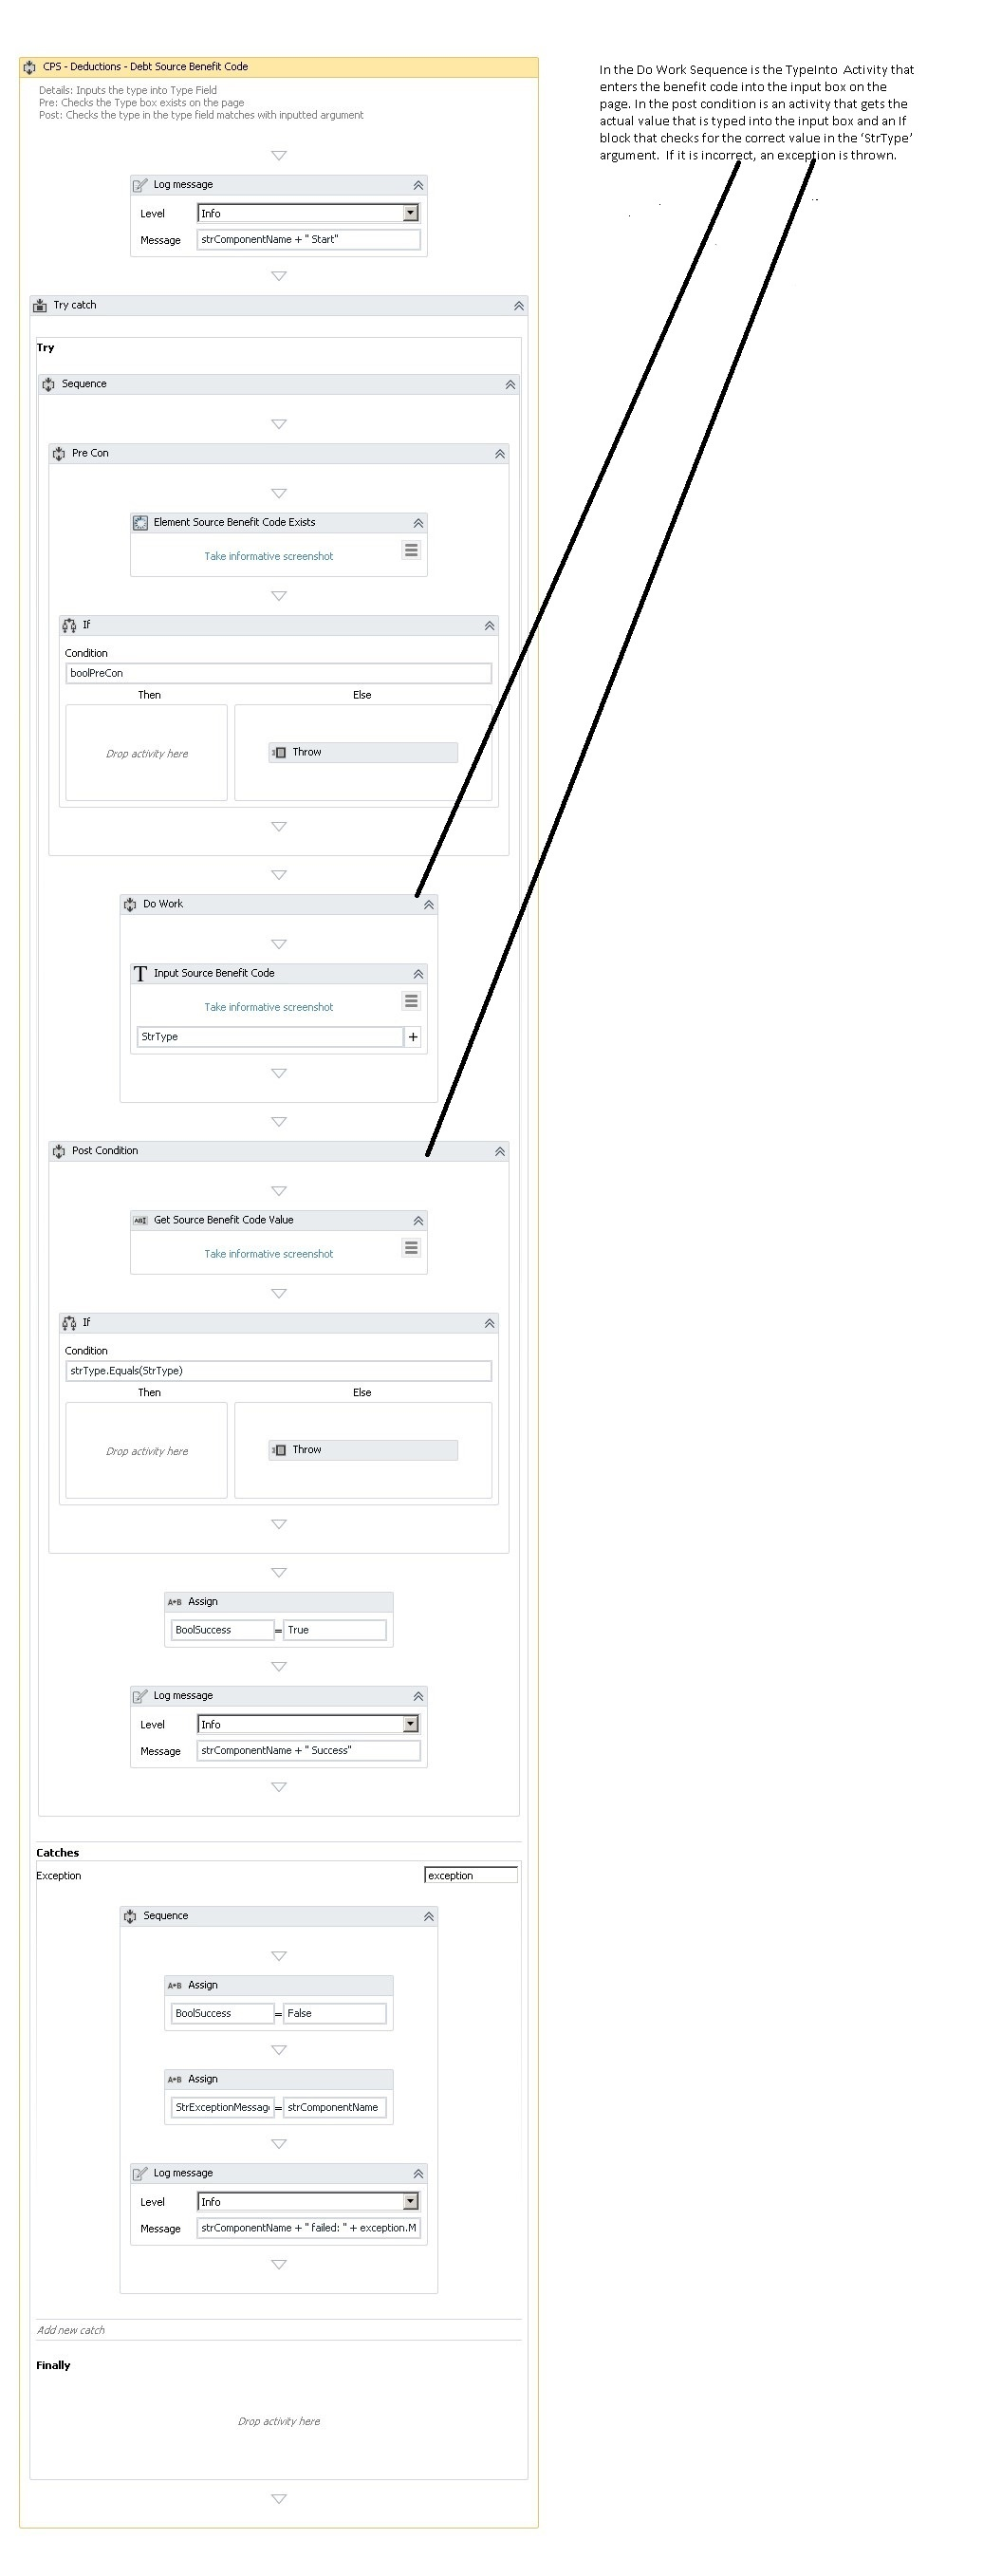 CPS - Deductions - Debt Source Benefit Code
Details: Inputs the type into Type Field
Pre: Checks the Type box exists on the page
Post: Checks the type in the type field matches with inputted argument
In the Do Work Sequence is the TypeInto Activity that
enters the benefit code into the input box on the
page. In the post condition is an activity that gets the
actual value that is typed into the input box and an If
block that checks for the correct value in the ‘StrType’
argument. If it is incorrect, an exception is thrown.
Log message
Level Info
Message strComponentName + " Start"
Try catch
Try
Sequence
Pre Con
Element Source Benefit Code Exists
Take informative screenshot
If
Condition
boolPreCon
Then Else
Drop activity here Throw
Do Work
T Input Source Benefit Code
Take informative screenshot
StrType +
Post Condition
Get Source Benefit Code Value
Take informative screenshot
If
Condition
strType.Equals(StrType)
Then Else
Drop activity here Throw
A+B Assign
BoolSuccess = True
Log message
Level Info
Message strComponentName + " Success"
Catches
Exception exception
Sequence
A+B Assign
BoolSuccess = False
A+B Assign
StrExceptionMessag = strComponentName
Log message
Level Info
Message strComponentName + " failed: " + exception.M
Add new catch
Finally
Drop activity here